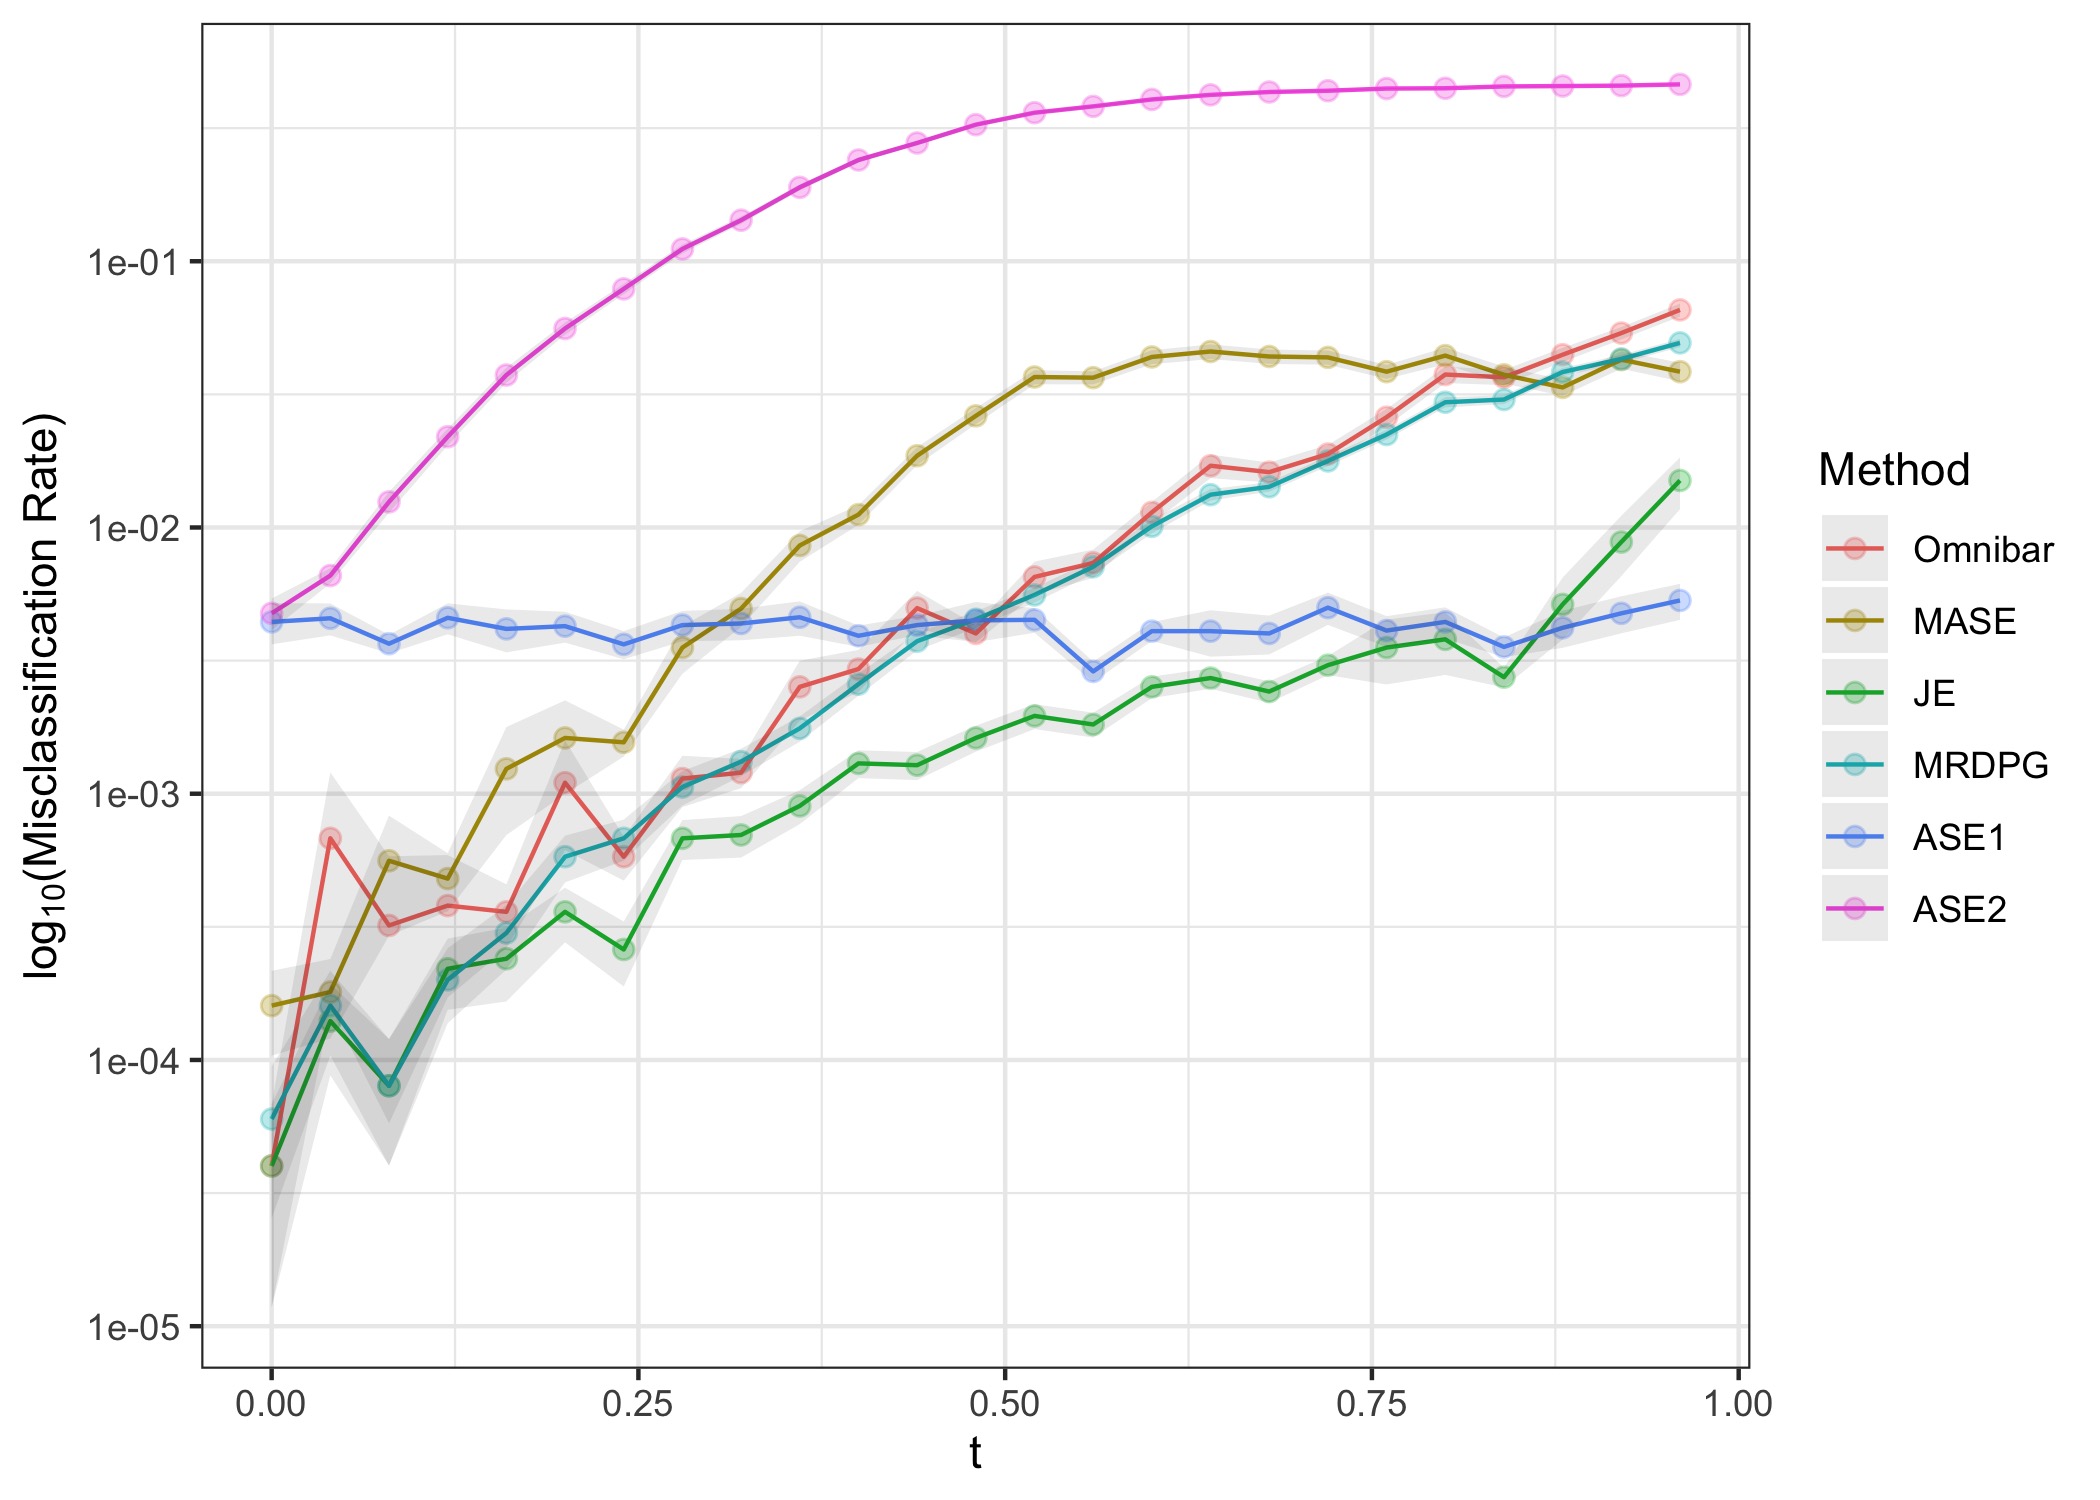 log10(Misclassification Rate)
1e-01
1e-02
1e-03
1e-04
1e-05
0.00 0.25 0.50 0.75 1.00
t
Method
Omnibar
MASE
JE
MRDPG
ASE1
ASE2